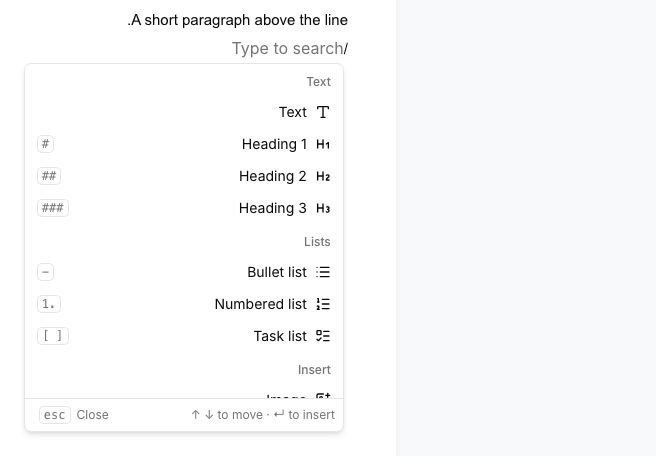 .A short paragraph above the line
Type to search/
Text
Text
Heading 1 #
Heading 2 ##
Heading 3 ###
Lists
Bullet list -
Numbered list 1.
Task list [ ]
Insert
Image
↑ ↓ to move · ↵ to insert
esc Close